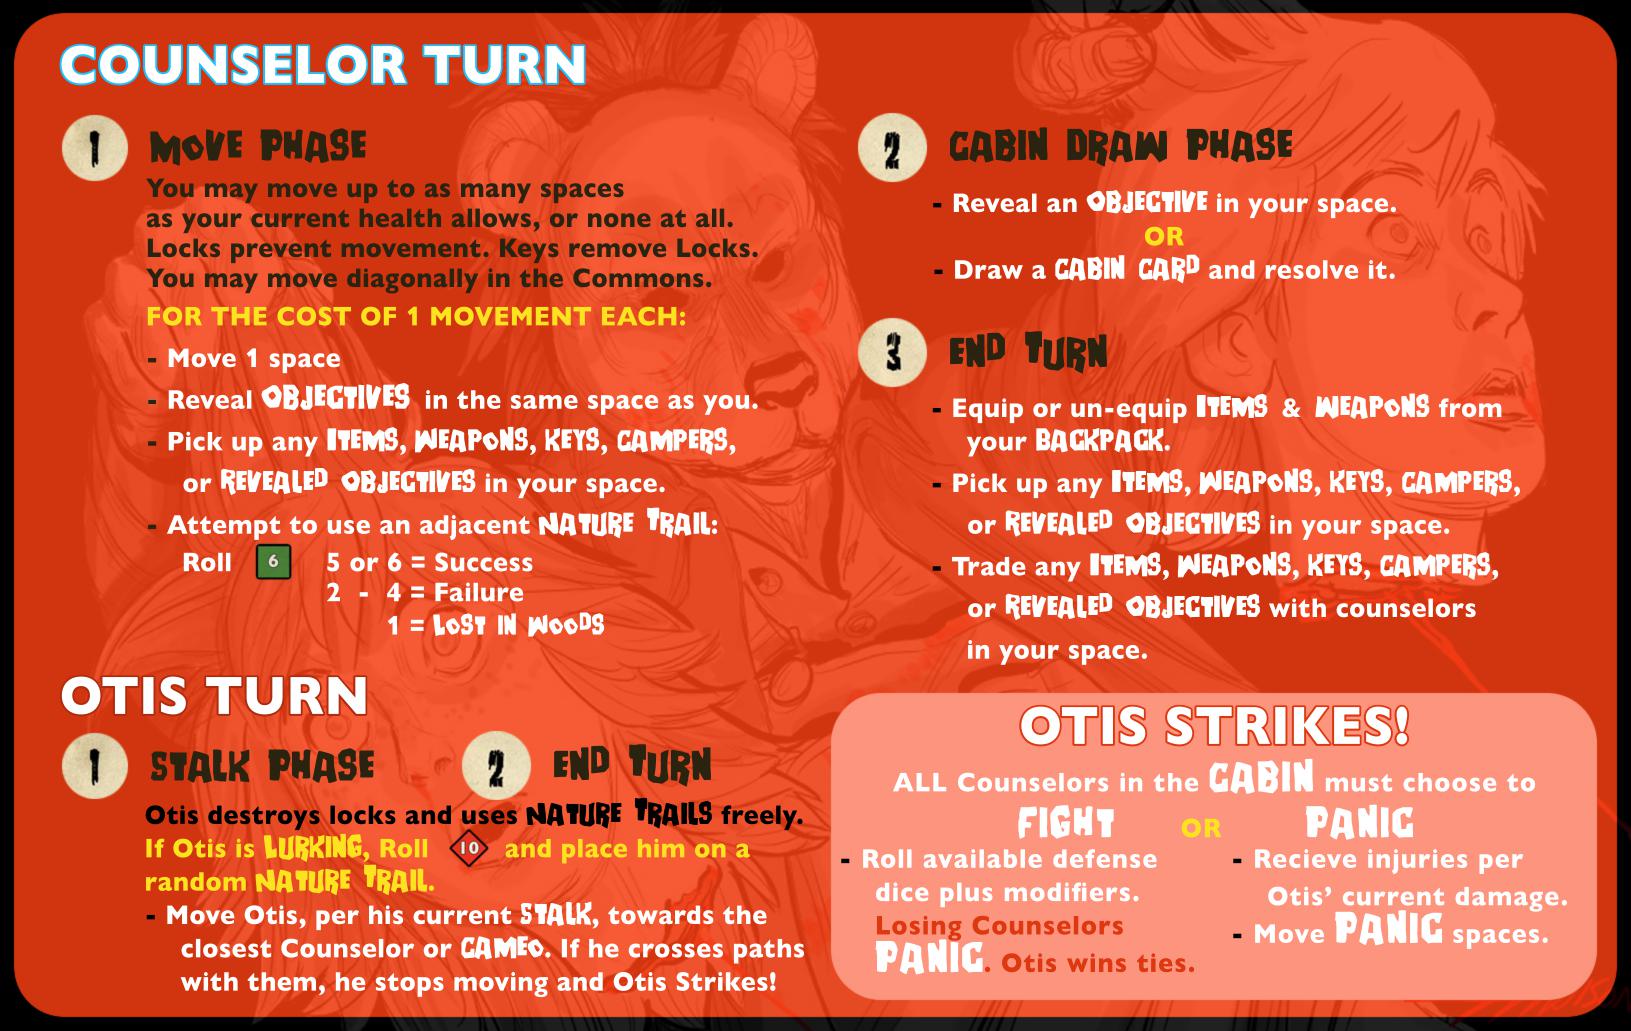 COUNSELOR TURN
1 MOVE PHASE
You may move up to as many spaces
as your current health allows, or none at all.
Locks prevent movement. Keys remove Locks.
You may move diagonally in the Commons.
FOR THE COST OF 1 MOVEMENT EACH:
- Move 1 space
- Reveal OBJECTIVES in the same space as you.
- Pick up any ITEMS, WEAPONS, KEYS, CAMPERS,
or REVEALED OBJECTIVES in your space.
- Attempt to use an adjacent NATURE TRAIL:
Roll 6 5 or 6 = Success
2 - 4 = Failure
1 = LOST IN WOODS
2 CABIN DRAW PHASE
- Reveal an OBJECTIVE in your space.
OR
- Draw a CABIN CARD and resolve it.
3 END TURN
- Equip or un-equip ITEMS & WEAPONS from
your BACKPACK.
- Pick up any ITEMS, WEAPONS, KEYS, CAMPERS,
or REVEALED OBJECTIVES in your space.
- Trade any ITEMS, WEAPONS, KEYS, CAMPERS,
or REVEALED OBJECTIVES with counselors
in your space.
OTIS TURN
1 STALK PHASE 2 END TURN
Otis destroys locks and uses NATURE TRAILS freely.
If Otis is LURKING, Roll 10 and place him on a
random NATURE TRAIL.
- Move Otis, per his current STALK, towards the
closest Counselor or CAMEO. If he crosses paths
with them, he stops moving and Otis Strikes!
OTIS STRIKES!
ALL Counselors in the CABIN must choose to
FIGHT OR PANIC
- Roll available defense
dice plus modifiers.
Losing Counselors
PANIC. Otis wins ties.
- Recieve injuries per
Otis' current damage.
- Move PANIC spaces.